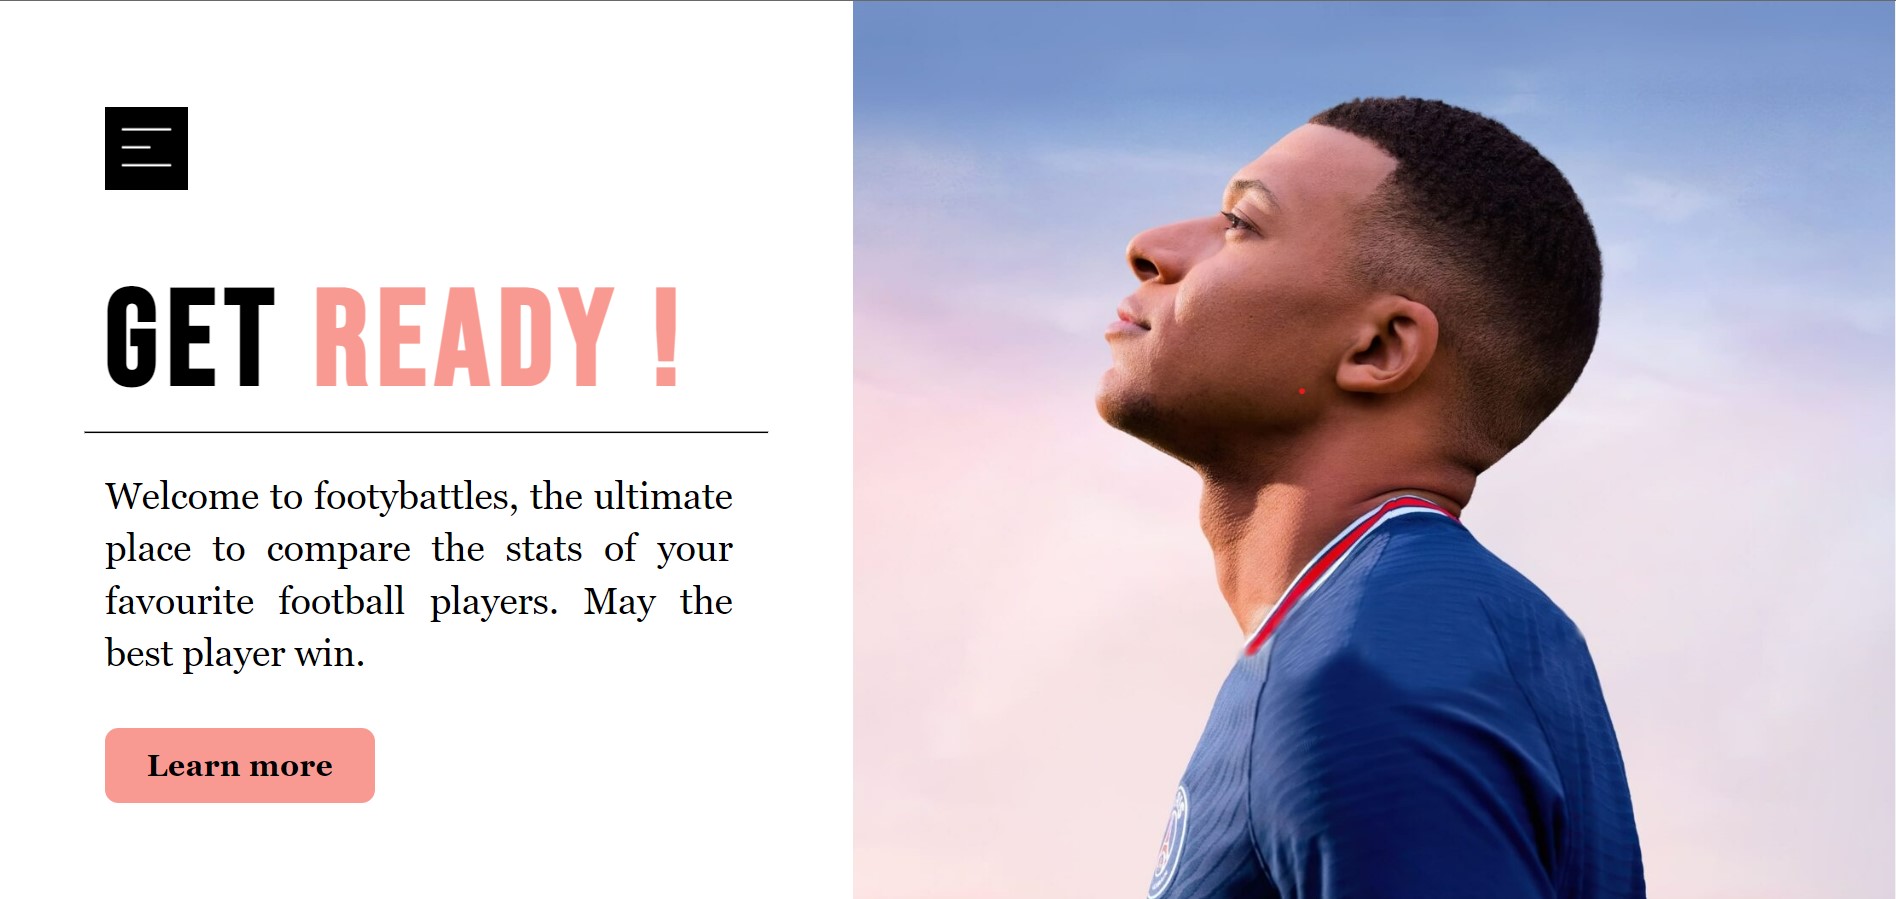 GET READY !
Welcome to footybattles, the ultimate
place to compare the stats of your
favourite football players. May the
best player win.
Learn more